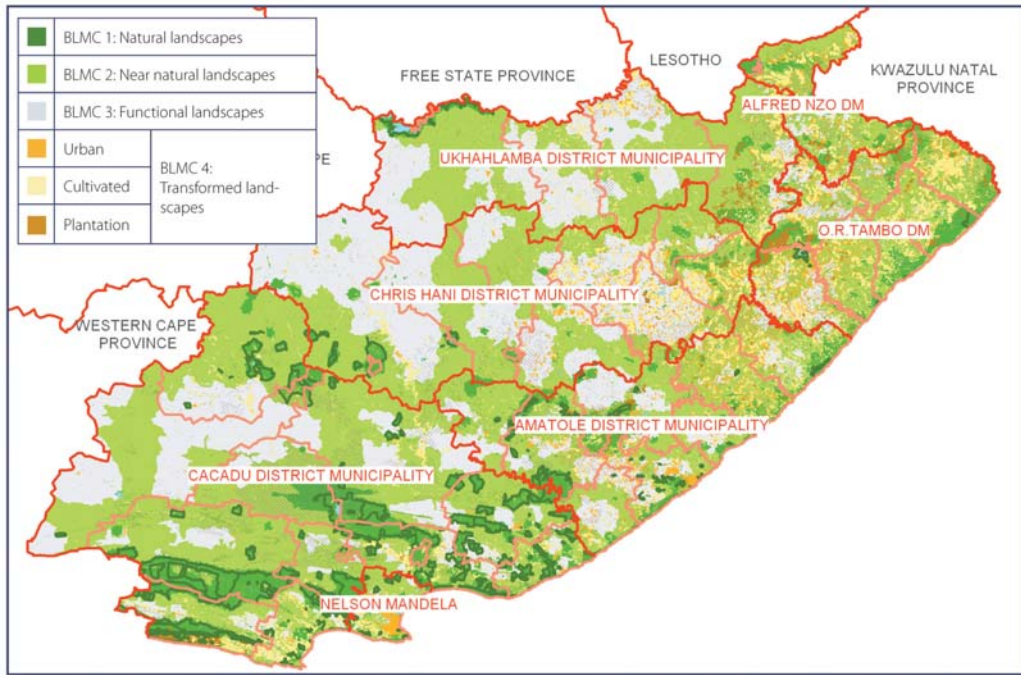 BLMC 1: Natural landscapes
BLMC 2: Near natural landscapes
BLMC 3: Functional landscapes
Urban
Cultivated
Plantation
BLMC 4:
Transformed land-
scapes
FREE STATE PROVINCE
LESOTHO
KWAZULU NATAL
PROVINCE
ALFRED NZO DM
UKHAHLAMBA DISTRICT MUNICIPALITY
O.R.TAMBO DM
CHRIS HANI DISTRICT MUNICIPALITY
WESTERN CAPE
PROVINCE
AMATOLE DISTRICT MUNICIPALITY
CACADU DISTRICT MUNICIPALITY
NELSON MANDELA